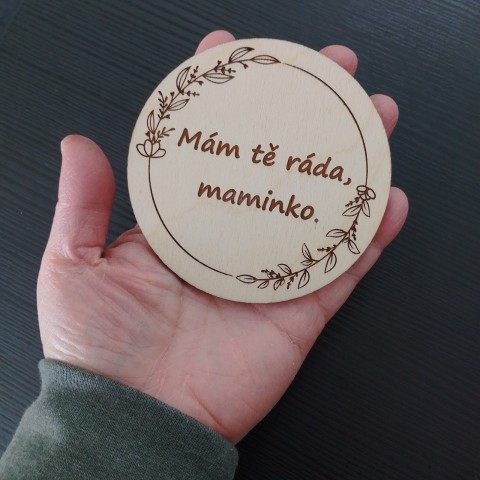 Mám tě ráda,
maminko.